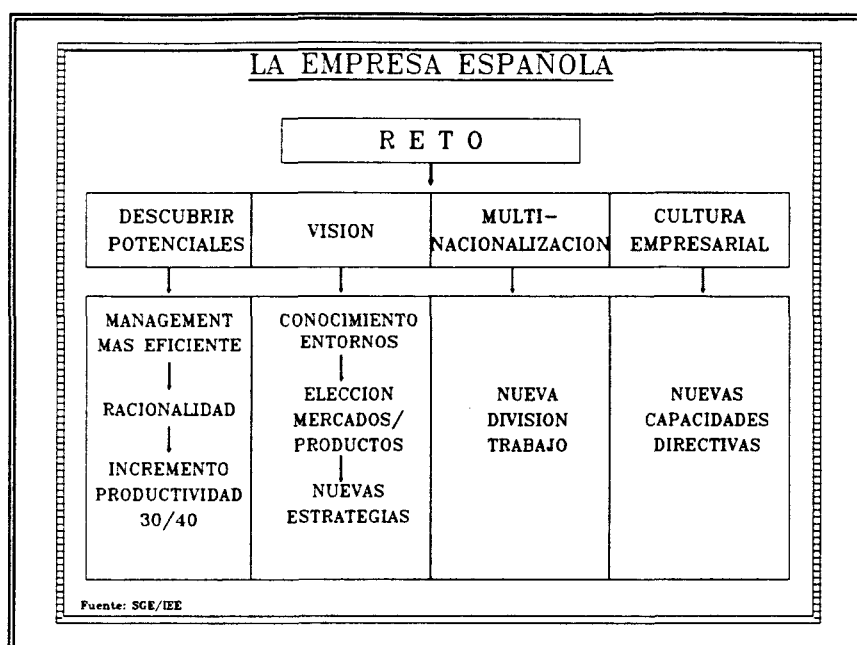 LA EMPRESA ESPAÑOLA
R E T O
DESCUBRIR
POTENCIALES
VISION
MULTI-
NACIONALIZACION
CULTURA
EMPRESARIAL
MANAGEMENT
MAS EFICIENTE
RACIONALIDAD
INCREMENTO
PRODUCTIVIDAD
30/40
CONOCIMIENTO
ENTORNOS
ELECCION
MERCADOS/
PRODUCTOS
NUEVAS
ESTRATEGIAS
NUEVA
DIVISION
TRABAJO
NUEVAS
CAPACIDADES
DIRECTIVAS
Fuente: SGE/IEE